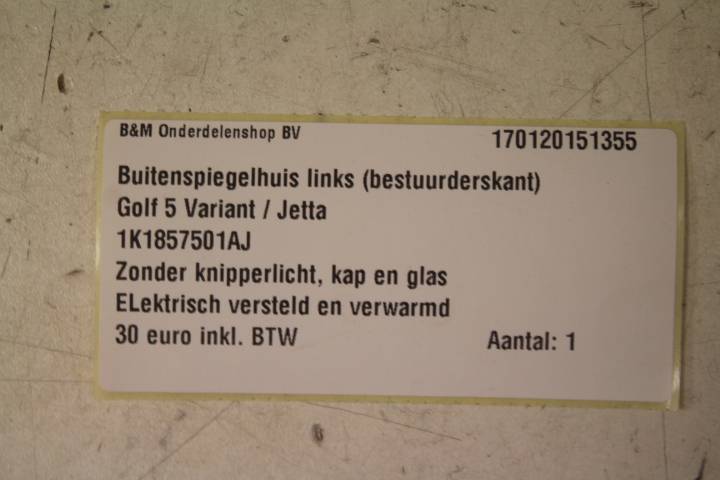 B&M Onderdelenshop BV 170120151355
Buitenspiegelhuis links (bestuurderskant)
Golf 5 Variant / Jetta
1K1857501AJ
Zonder knipperlicht, kap en glas
ELektrisch versteld en verwarmd
30 euro inkl. BTW Aantal: 1